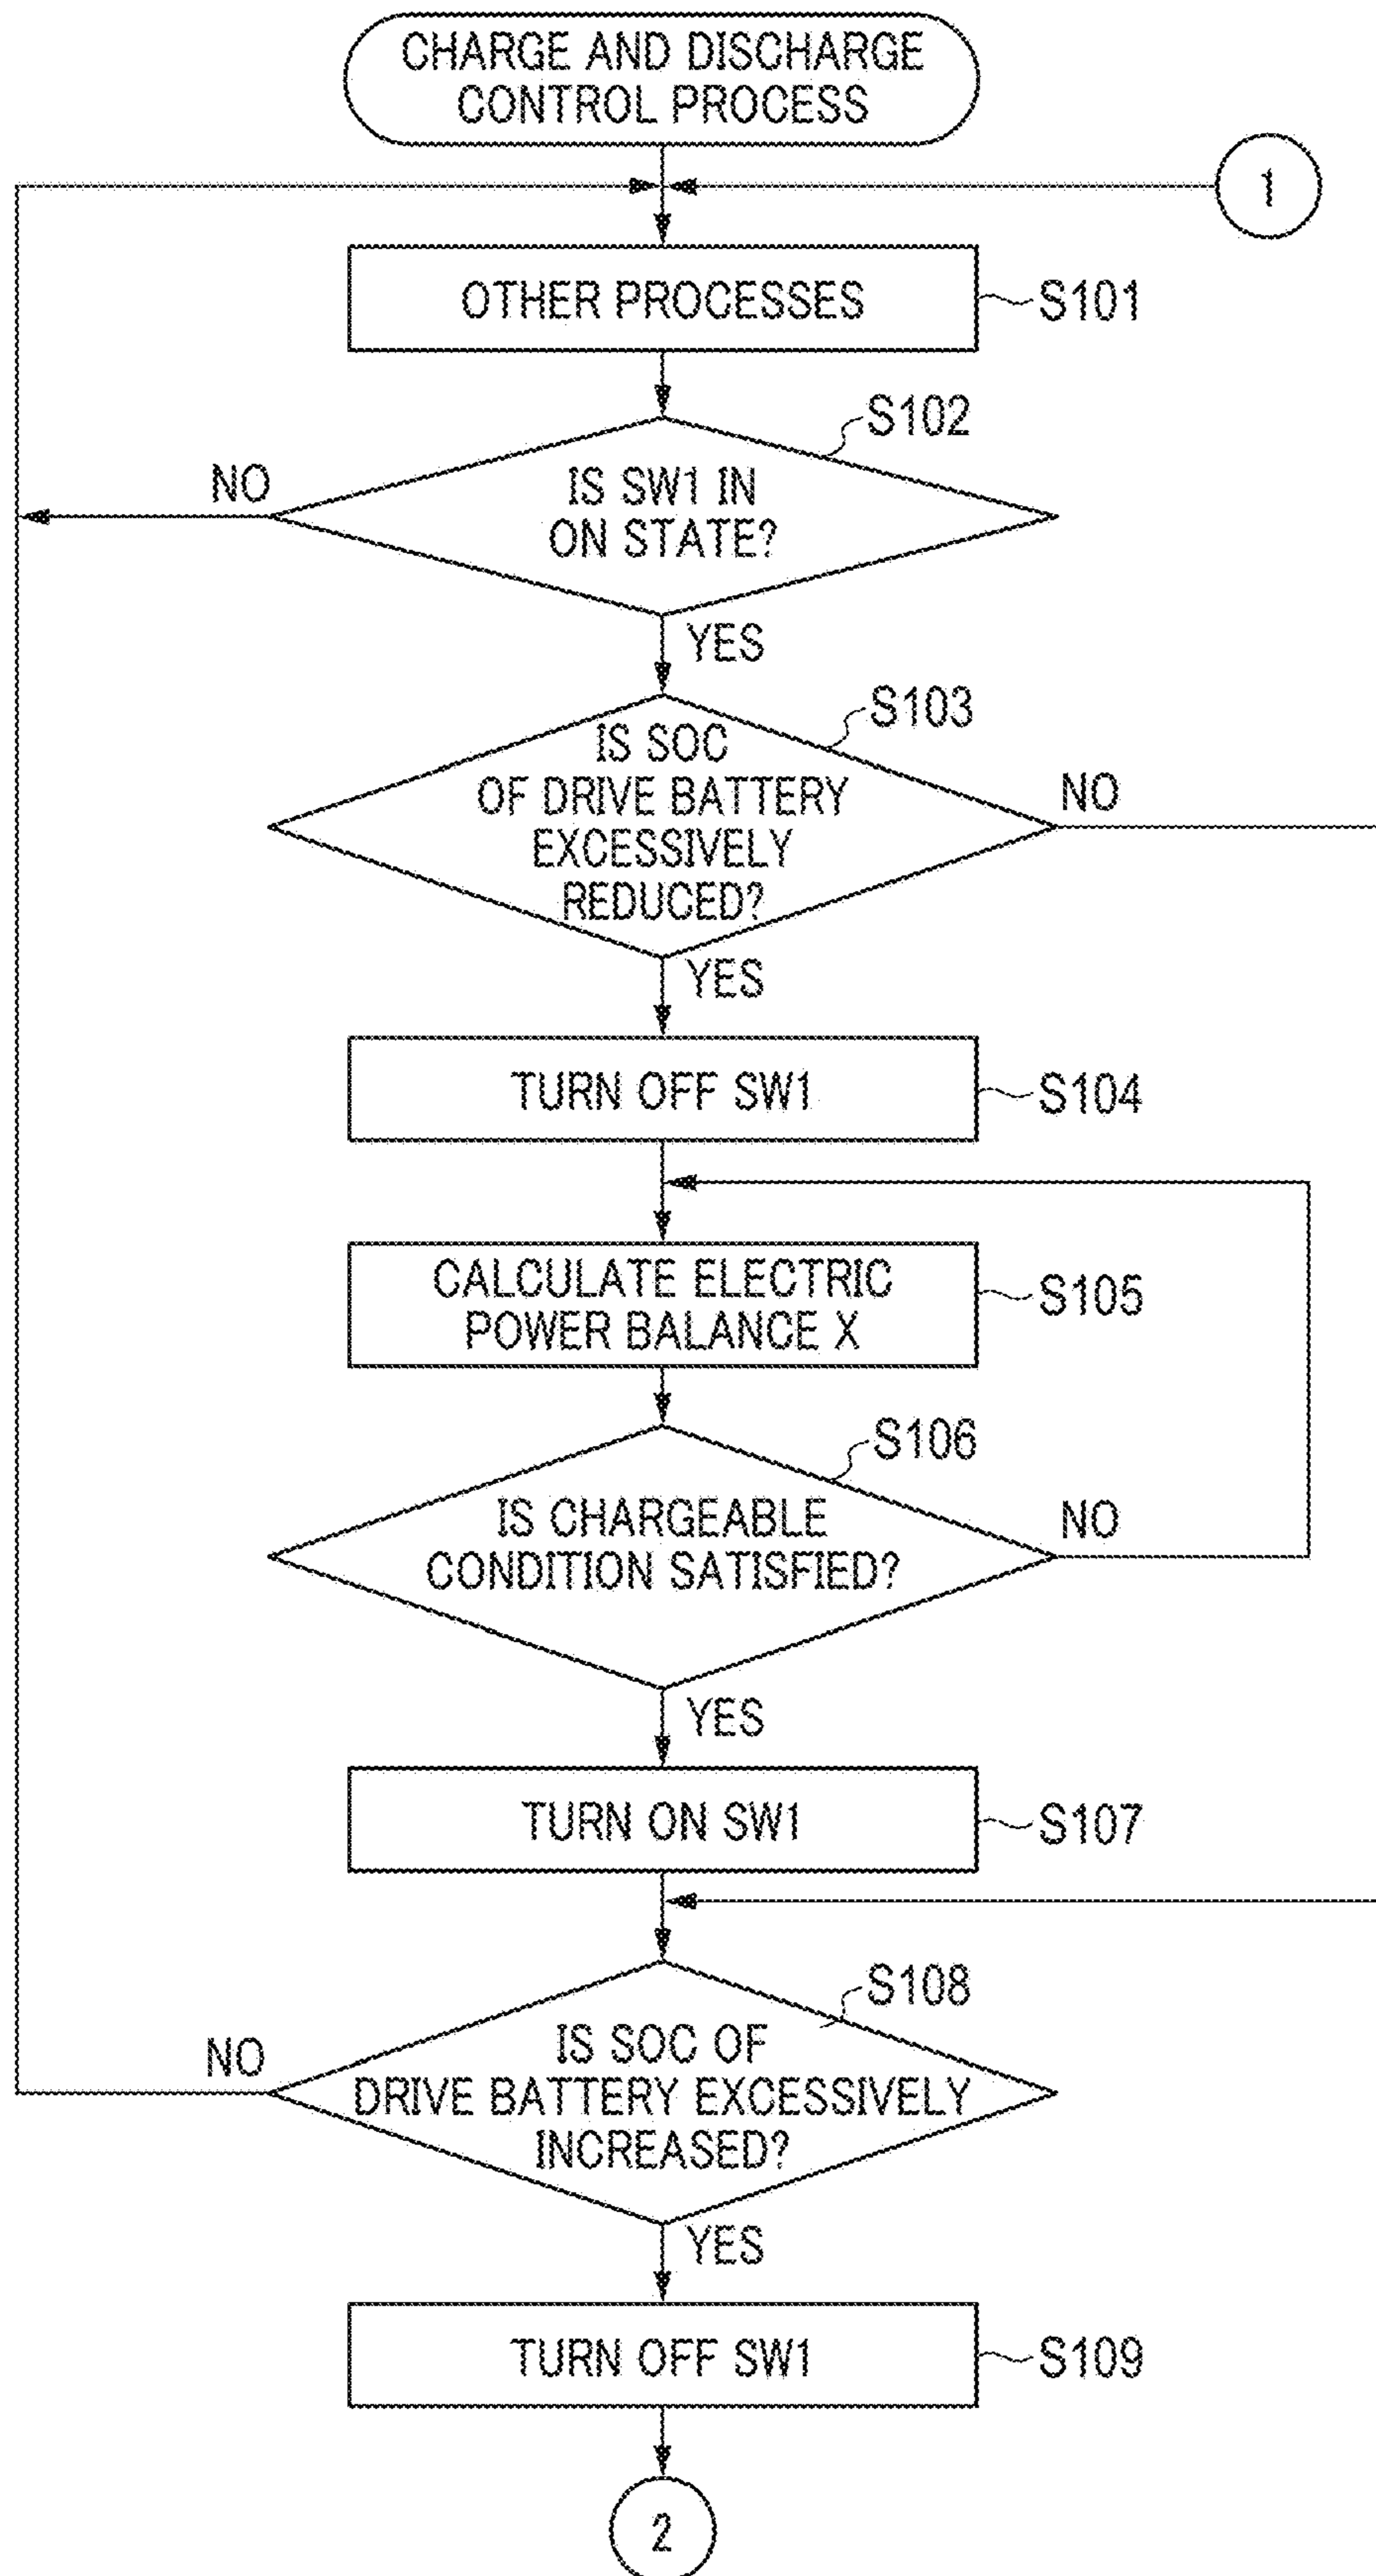 CHARGE AND DISCHARGE
CONTROL PROCESS
1
OTHER PROCESSES
S101
S102
NO
IS SW1 IN
ON STATE?
YES
S103
IS SOC
OF DRIVE BATTERY
EXCESSIVELY
REDUCED?
NO
YES
TURN OFF SW1
S104
CALCULATE ELECTRIC
POWER BALANCE X
S105
S106
IS CHARGEABLE
CONDITION SATISFIED?
NO
YES
TURN ON SW1
S107
S108
NO
IS SOC OF
DRIVE BATTERY EXCESSIVELY
INCREASED?
YES
TURN OFF SW1
S109
2